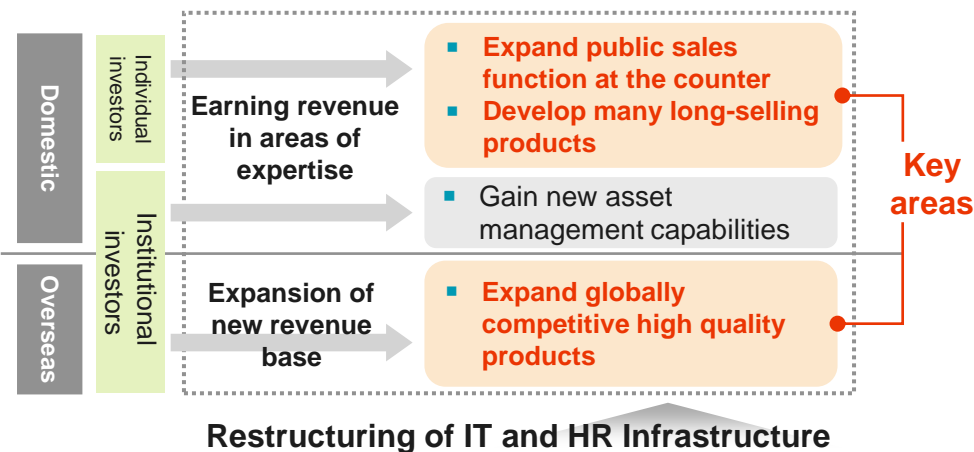 Domestic
Individual
investors
Earning revenue
in areas of
expertise
Expand public sales
function at the counter
Develop many long-selling
products
Key
areas
Gain new asset
management capabilities
Institutional
investors
Overseas
Expansion of
new revenue
base
Expand globally
competitive high quality
products
Restructuring of IT and HR Infrastructure